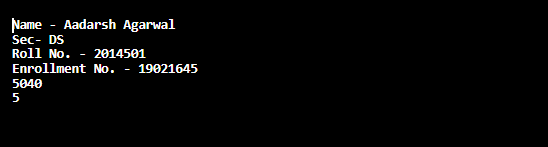 Name - Aadarsh Agarwal
Sec- DS
Roll No. - 2014501
Enrollment No. - 19021645
5040
5